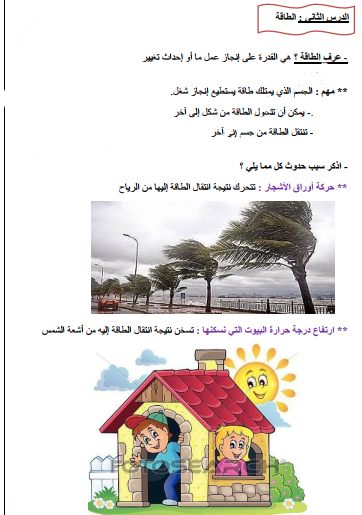 الدرس الثاني : الطاقة
- عرف الطاقة ؟ هي القدرة على إنجاز عمل ما أو إحداث تغيير
** مهم : الجسم الذي يمتلك طاقة يستطيع إنجاز شغل.
- يمكن أن تتحول الطاقة من شكل إلى آخر.
- تنتقل الطاقة من جسم إلى آخر
- اذكر سبب حدوث كل مما يلي ؟
** حركة أوراق الأشجار : تتحرك نتيجة انتقال الطاقة إليها من الرياح
** ارتفاع درجة حرارة البيوت التي نسكنها : تسخن نتيجة انتقال الطاقة إليه من أشعة الشمس
FOTOSEARCH